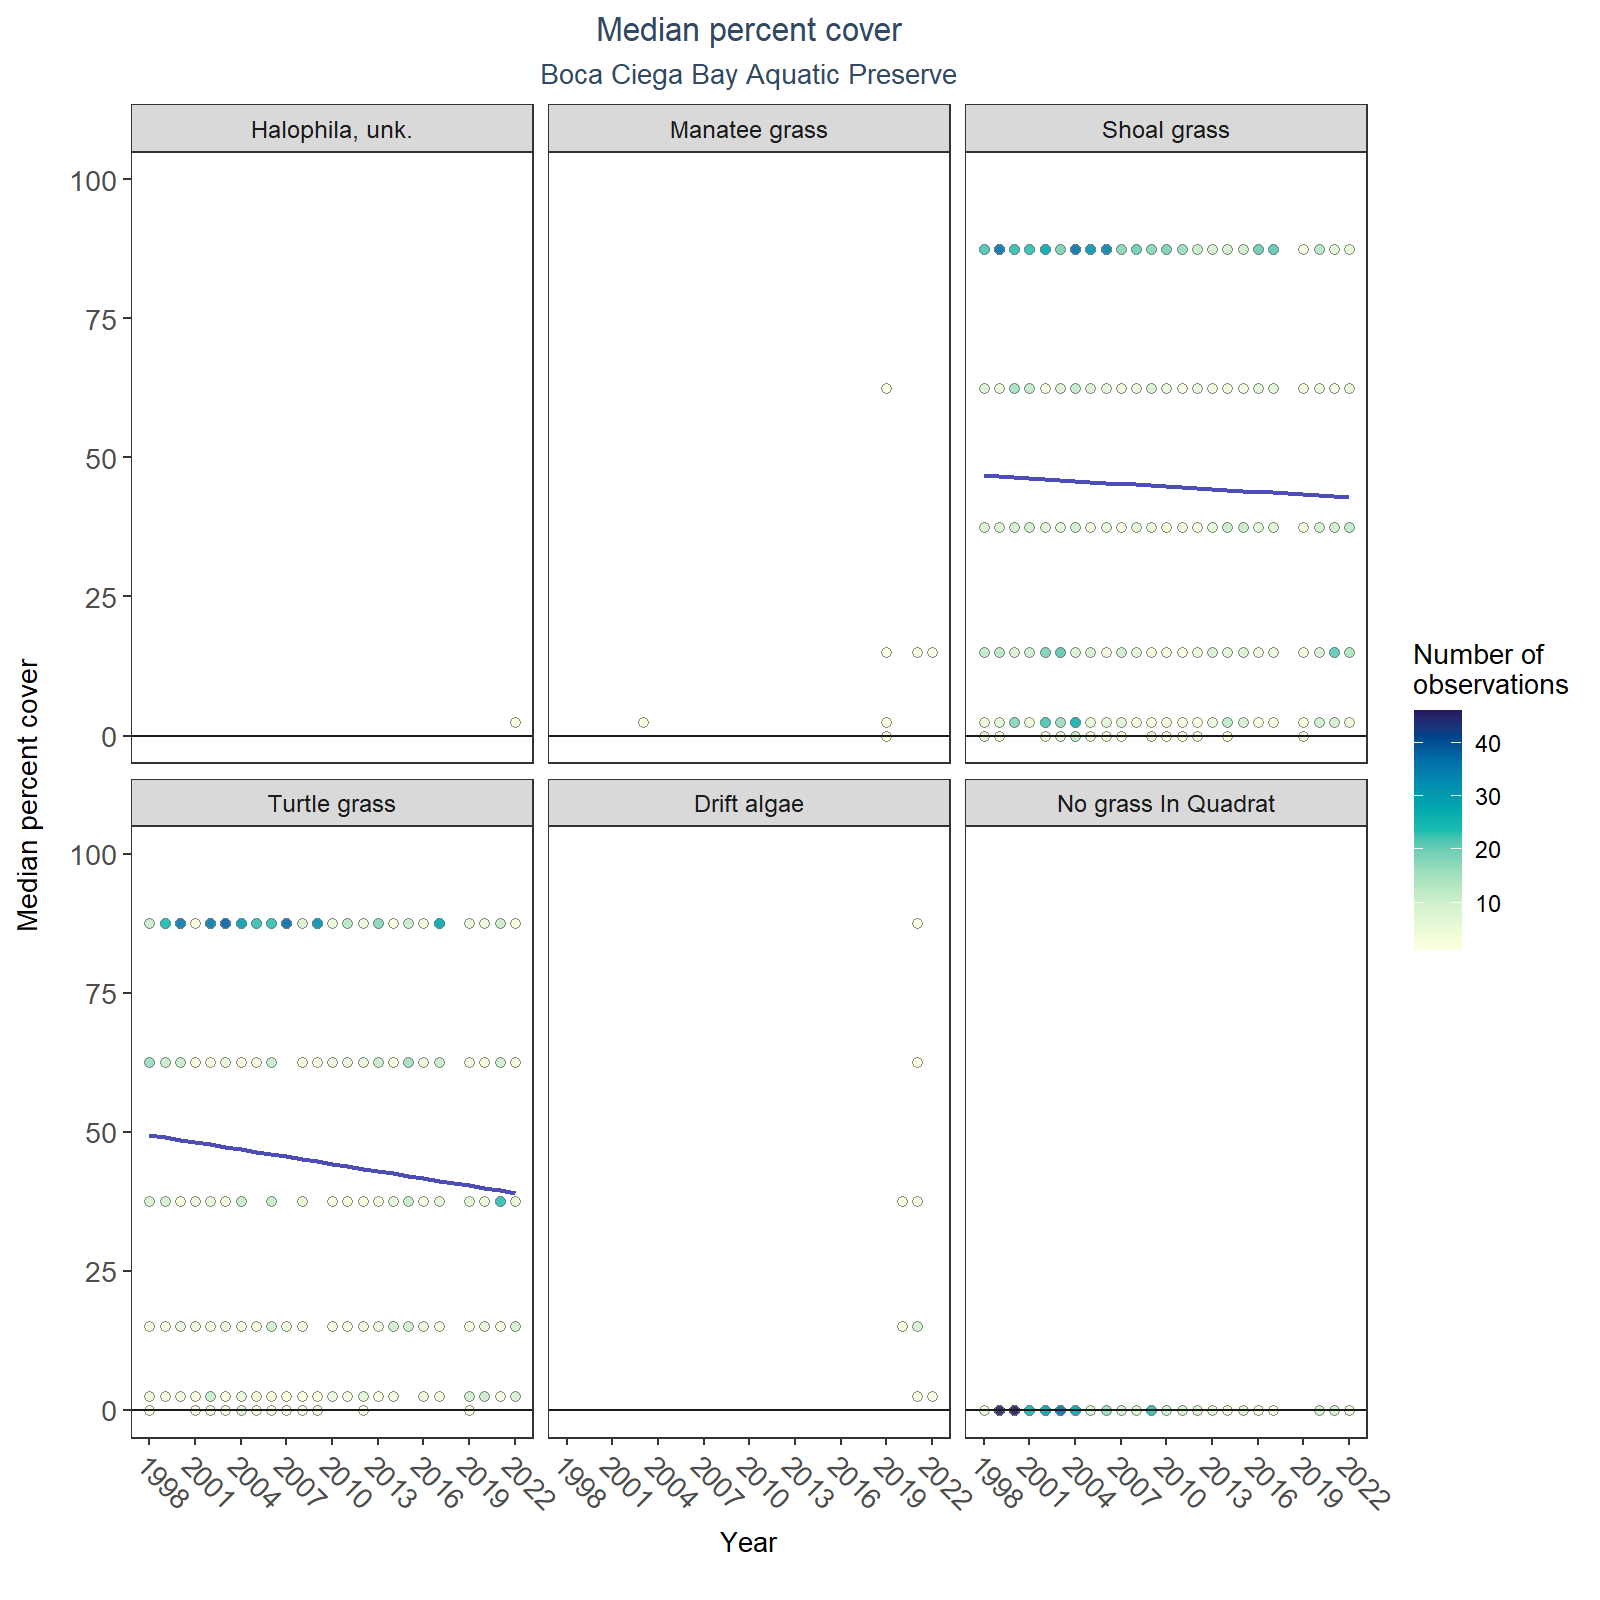 Median percent cover
Boca Ciega Bay Aquatic Preserve
Halophila, unk.
Manatee grass
Shoal grass
100
75
50
25
0
Turtle grass
Drift algae
No grass In Quadrat
100
75
50
25
0
Median percent cover
1998 2001 2004 2007 2010 2013 2016 2019 2022
1998 2001 2004 2007 2010 2013 2016 2019 2022
1998 2001 2004 2007 2010 2013 2016 2019 2022
Year
Number of
observations
40
30
20
10